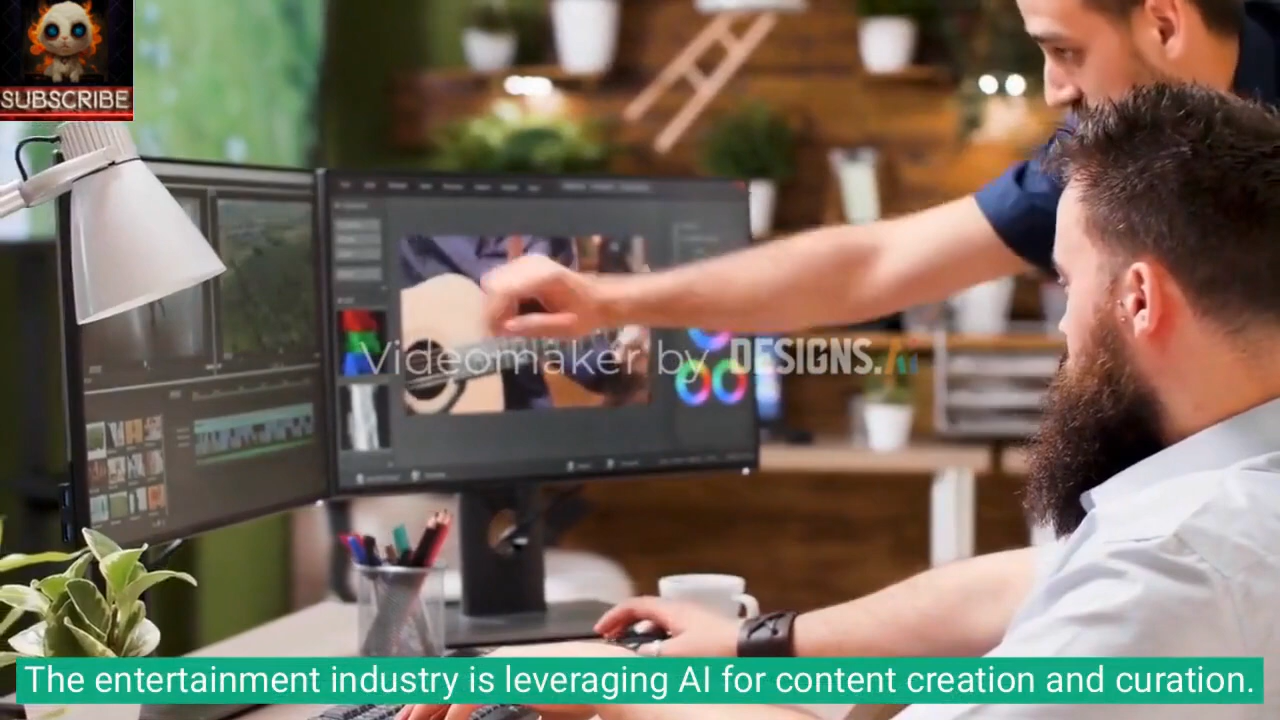 SUBSCRIBE
Videomaker by DESIGNS.AI
The entertainment industry is leveraging AI for content creation and curation.